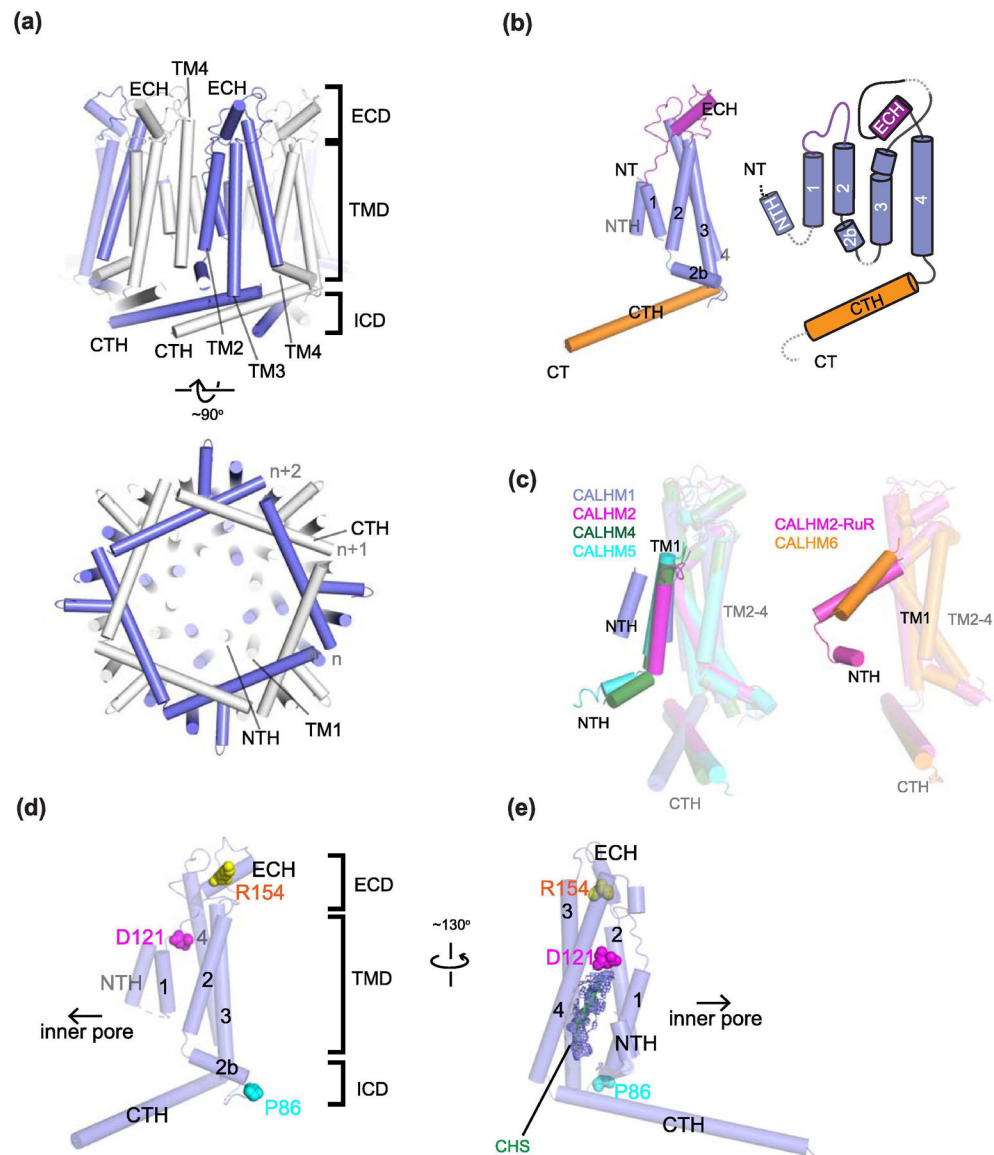 (a)
TM4
ECH
ECH
ECD
TMD
ICD
CTH
CTH
TM2
TM3
TM4
~90°
n+2
CTH
n+1
n
NTH
TM1
(b)
ECH
NT
1
NTH
2
3
4
2b
CTH
CT
NT
NTH
1
2
2b
3
ECH
4
CTH
CT
(c)
CALHM1
CALHM2
CALHM4
CALHM5
TM1
NTH
TM2-4
NTH
CTH
CALHM2-RuR
CALHM6
TM1
TM2-4
NTH
CTH
(d)
ECH
R154
D121
4
NTH
1
2
3
inner pore
2b
P86
CTH
ECD
TMD
ICD
~130°
(e)
ECH
R154
3
2
D121
4
1
inner pore
NTH
P86
CTH
CHS